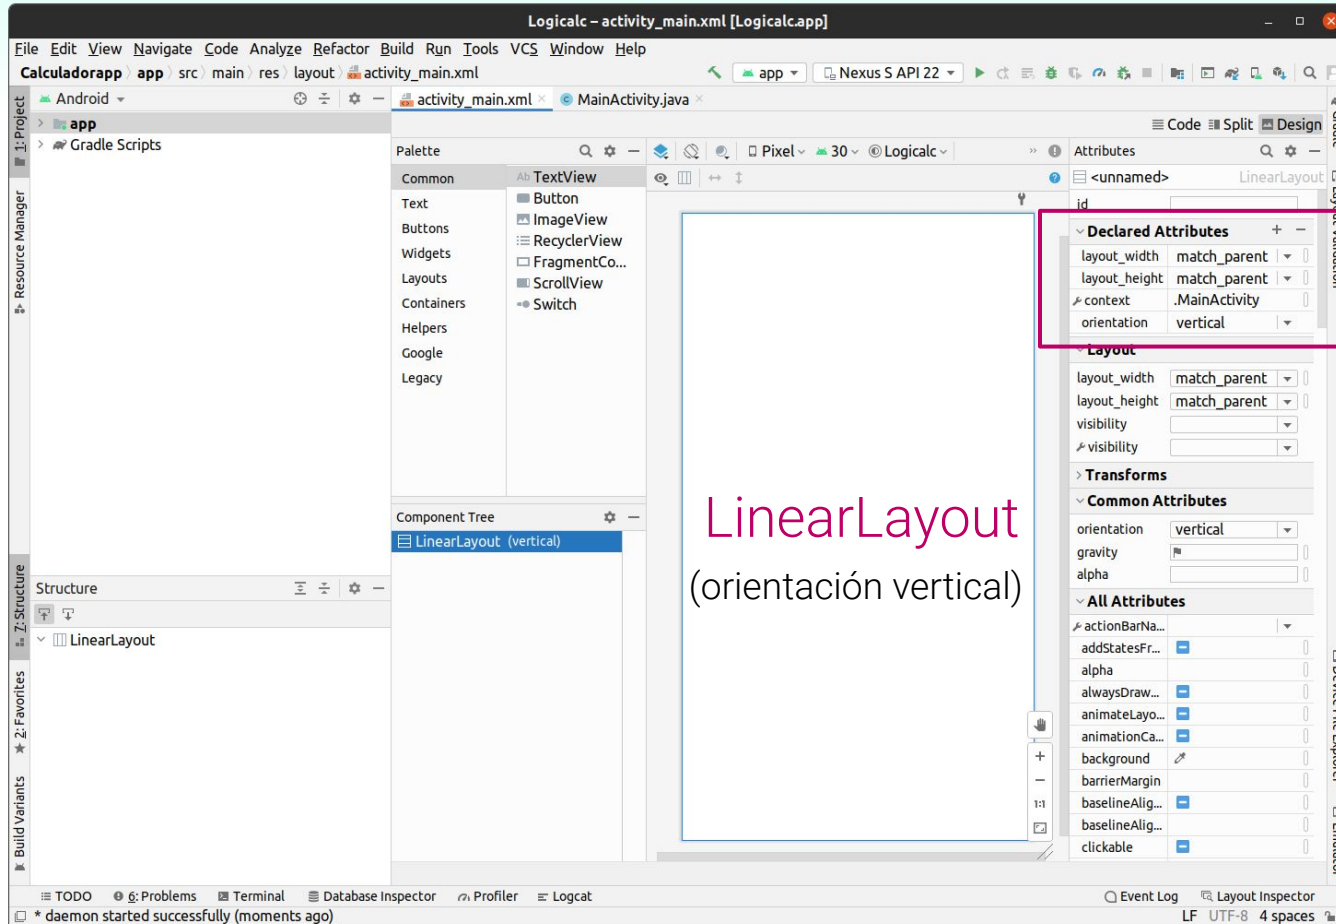 Logicalc – activity_main.xml [Logicalc.app]
File Edit View Navigate Code Analyze Refactor Build Run Tools VCS Window Help
Calculadorapp app src main res layout activity_main.xml
app
Nexus S API 22
1: Project
Resource Manager
7: Structure
2: Favorites
Build Variants
Android
app
Gradle Scripts
Structure
LinearLayout
activity_main.xml
MainActivity.java
Code Split Design
Palette
Common
Text
Buttons
Widgets
Layouts
Containers
Helpers
Google
Legacy
Ab TextView
Button
ImageView
RecyclerView
FragmentCo...
ScrollView
Switch
Component Tree
LinearLayout (vertical)
Pixel 30 Logicalc
LinearLayout
(orientación vertical)
1:1
Attributes
<unnamed> LinearLayout
id
Declared Attributes
layout_width match_parent
layout_height match_parent
context .MainActivity
orientation vertical
Layout
layout_width match_parent
layout_height match_parent
visibility
visibility
Transforms
Common Attributes
orientation vertical
gravity
alpha
All Attributes
actionBarNa...
addStatesFr...
alpha
alwaysDraw...
animateLayo...
animationCa...
background
barrierMargin
baselineAlig...
baselineAlig...
clickable
TODO 6: Problems Terminal Database Inspector Profiler Logcat
Event Log Layout Inspector
* daemon started successfully (moments ago)
LF UTF-8 4 spaces